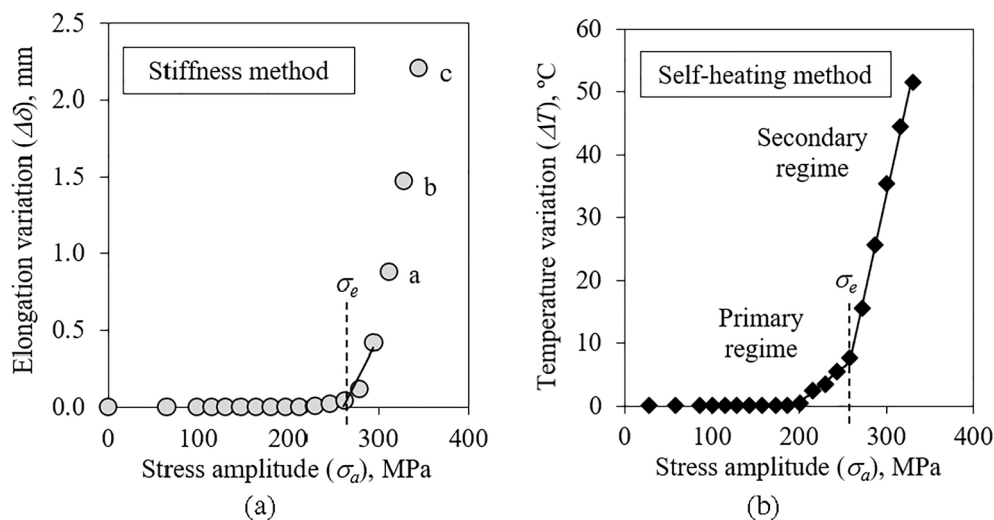 2.5
2.0
1.5
1.0
0.5
0.0
Elongation variation (Δδ), mm
Stiffness method
c
b
a
σe
0 100 200 300 400
Stress amplitude (σa), MPa
(a)
60
50
40
30
20
10
0
Temperature variation (ΔT), ºC
Self-heating method
Secondary
regime
σe
Primary
regime
0 100 200 300 400
Stress amplitude (σa), MPa
(b)